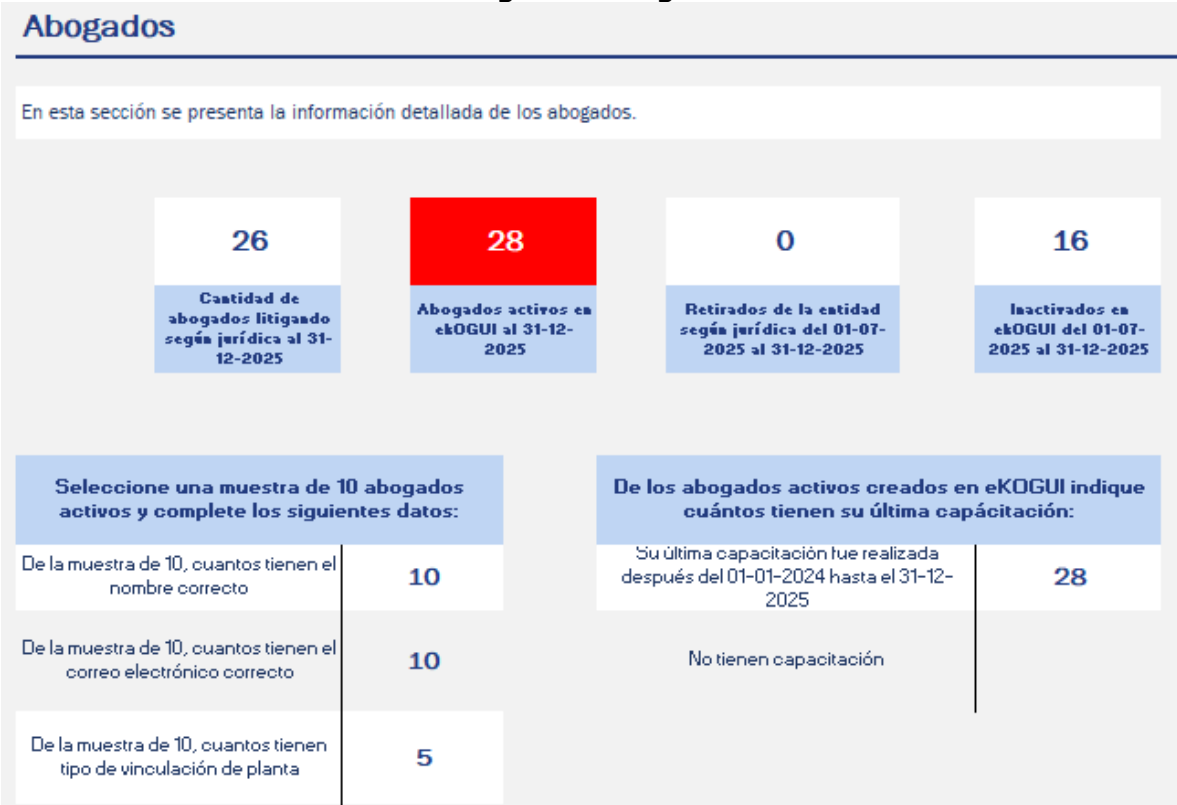 Abogados
En esta sección se presenta la información detallada de los abogados.
26
Cantidad de
abogados litigando
según jurídica al 31-
12-2025
28
Abogados activos en
ekOGUI al 31-12-
2025
0
Retirados de la entidad
según jurídica del 01-07-
2025 al 31-12-2025
16
Inactivados en
ekOGUI del 01-07-
2025 al 31-12-2025
Seleccione una muestra de 10 abogados
activos y complete los siguientes datos:
De la muestra de 10, cuantos tienen el
nombre correcto
10
De la muestra de 10, cuantos tienen el
correo electrónico correcto
10
De la muestra de 10, cuantos tienen
tipo de vinculación de planta
5
De los abogados activos creados en eKOGUI indique
cuántos tienen su última capácitación:
Su última capacitación fue realizada
después del 01-01-2024 hasta el 31-12-
2025
28
No tienen capacitación